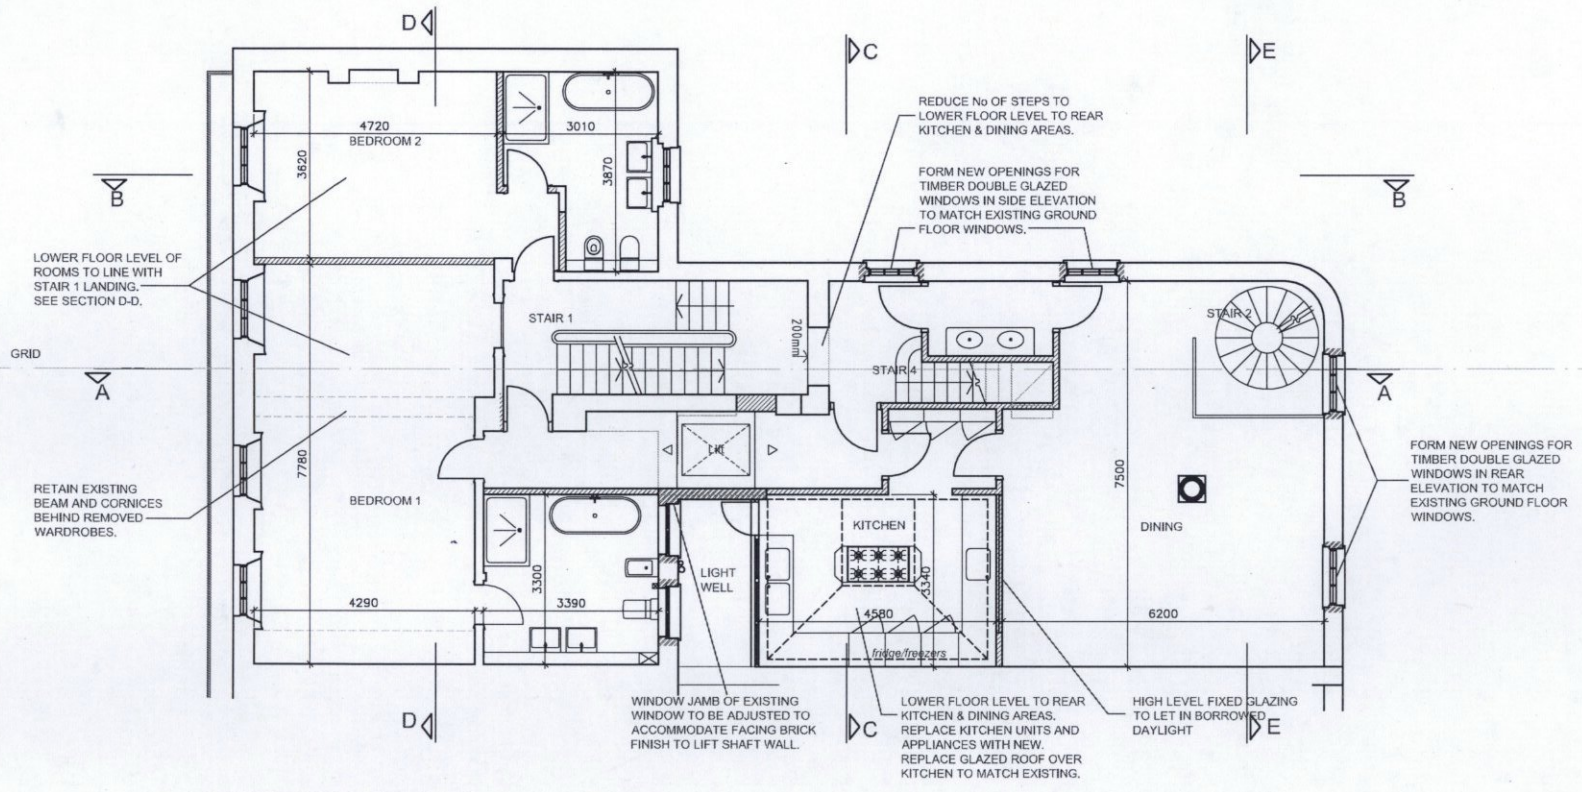 D
C
E
4720
BEDROOM 2
3010
3620
3870
REDUCE No OF STEPS TO
LOWER FLOOR LEVEL TO REAR
KITCHEN & DINING AREAS.
FORM NEW OPENINGS FOR
TIMBER DOUBLE GLAZED
WINDOWS IN SIDE ELEVATION
TO MATCH EXISTING GROUND
FLOOR WINDOWS.
B
B
LOWER FLOOR LEVEL OF
ROOMS TO LINE WITH
STAIR 1 LANDING.
SEE SECTION D-D.
STAIR 1
200mm
STAIR 2
STAIR 4
GRID
A
A
RETAIN EXISTING
BEAM AND CORNICES
BEHIND REMOVED
WARDROBES.
7780
BEDROOM 1
Lift
7500
DINING
FORM NEW OPENINGS FOR
TIMBER DOUBLE GLAZED
WINDOWS IN REAR
ELEVATION TO MATCH
EXISTING GROUND FLOOR
WINDOWS.
KITCHEN
LIGHT
WELL
3300
3340
4290
3390
4580
6200
fridge/freezers
D
WINDOW JAMB OF EXISTING
WINDOW TO BE ADJUSTED TO
ACCOMMODATE FACING BRICK
FINISH TO LIFT SHAFT WALL.
C
LOWER FLOOR LEVEL TO REAR
KITCHEN & DINING AREAS.
REPLACE KITCHEN UNITS AND
APPLIANCES WITH NEW.
REPLACE GLAZED ROOF OVER
KITCHEN TO MATCH EXISTING.
HIGH LEVEL FIXED GLAZING
TO LET IN BORROWED
DAYLIGHT
E